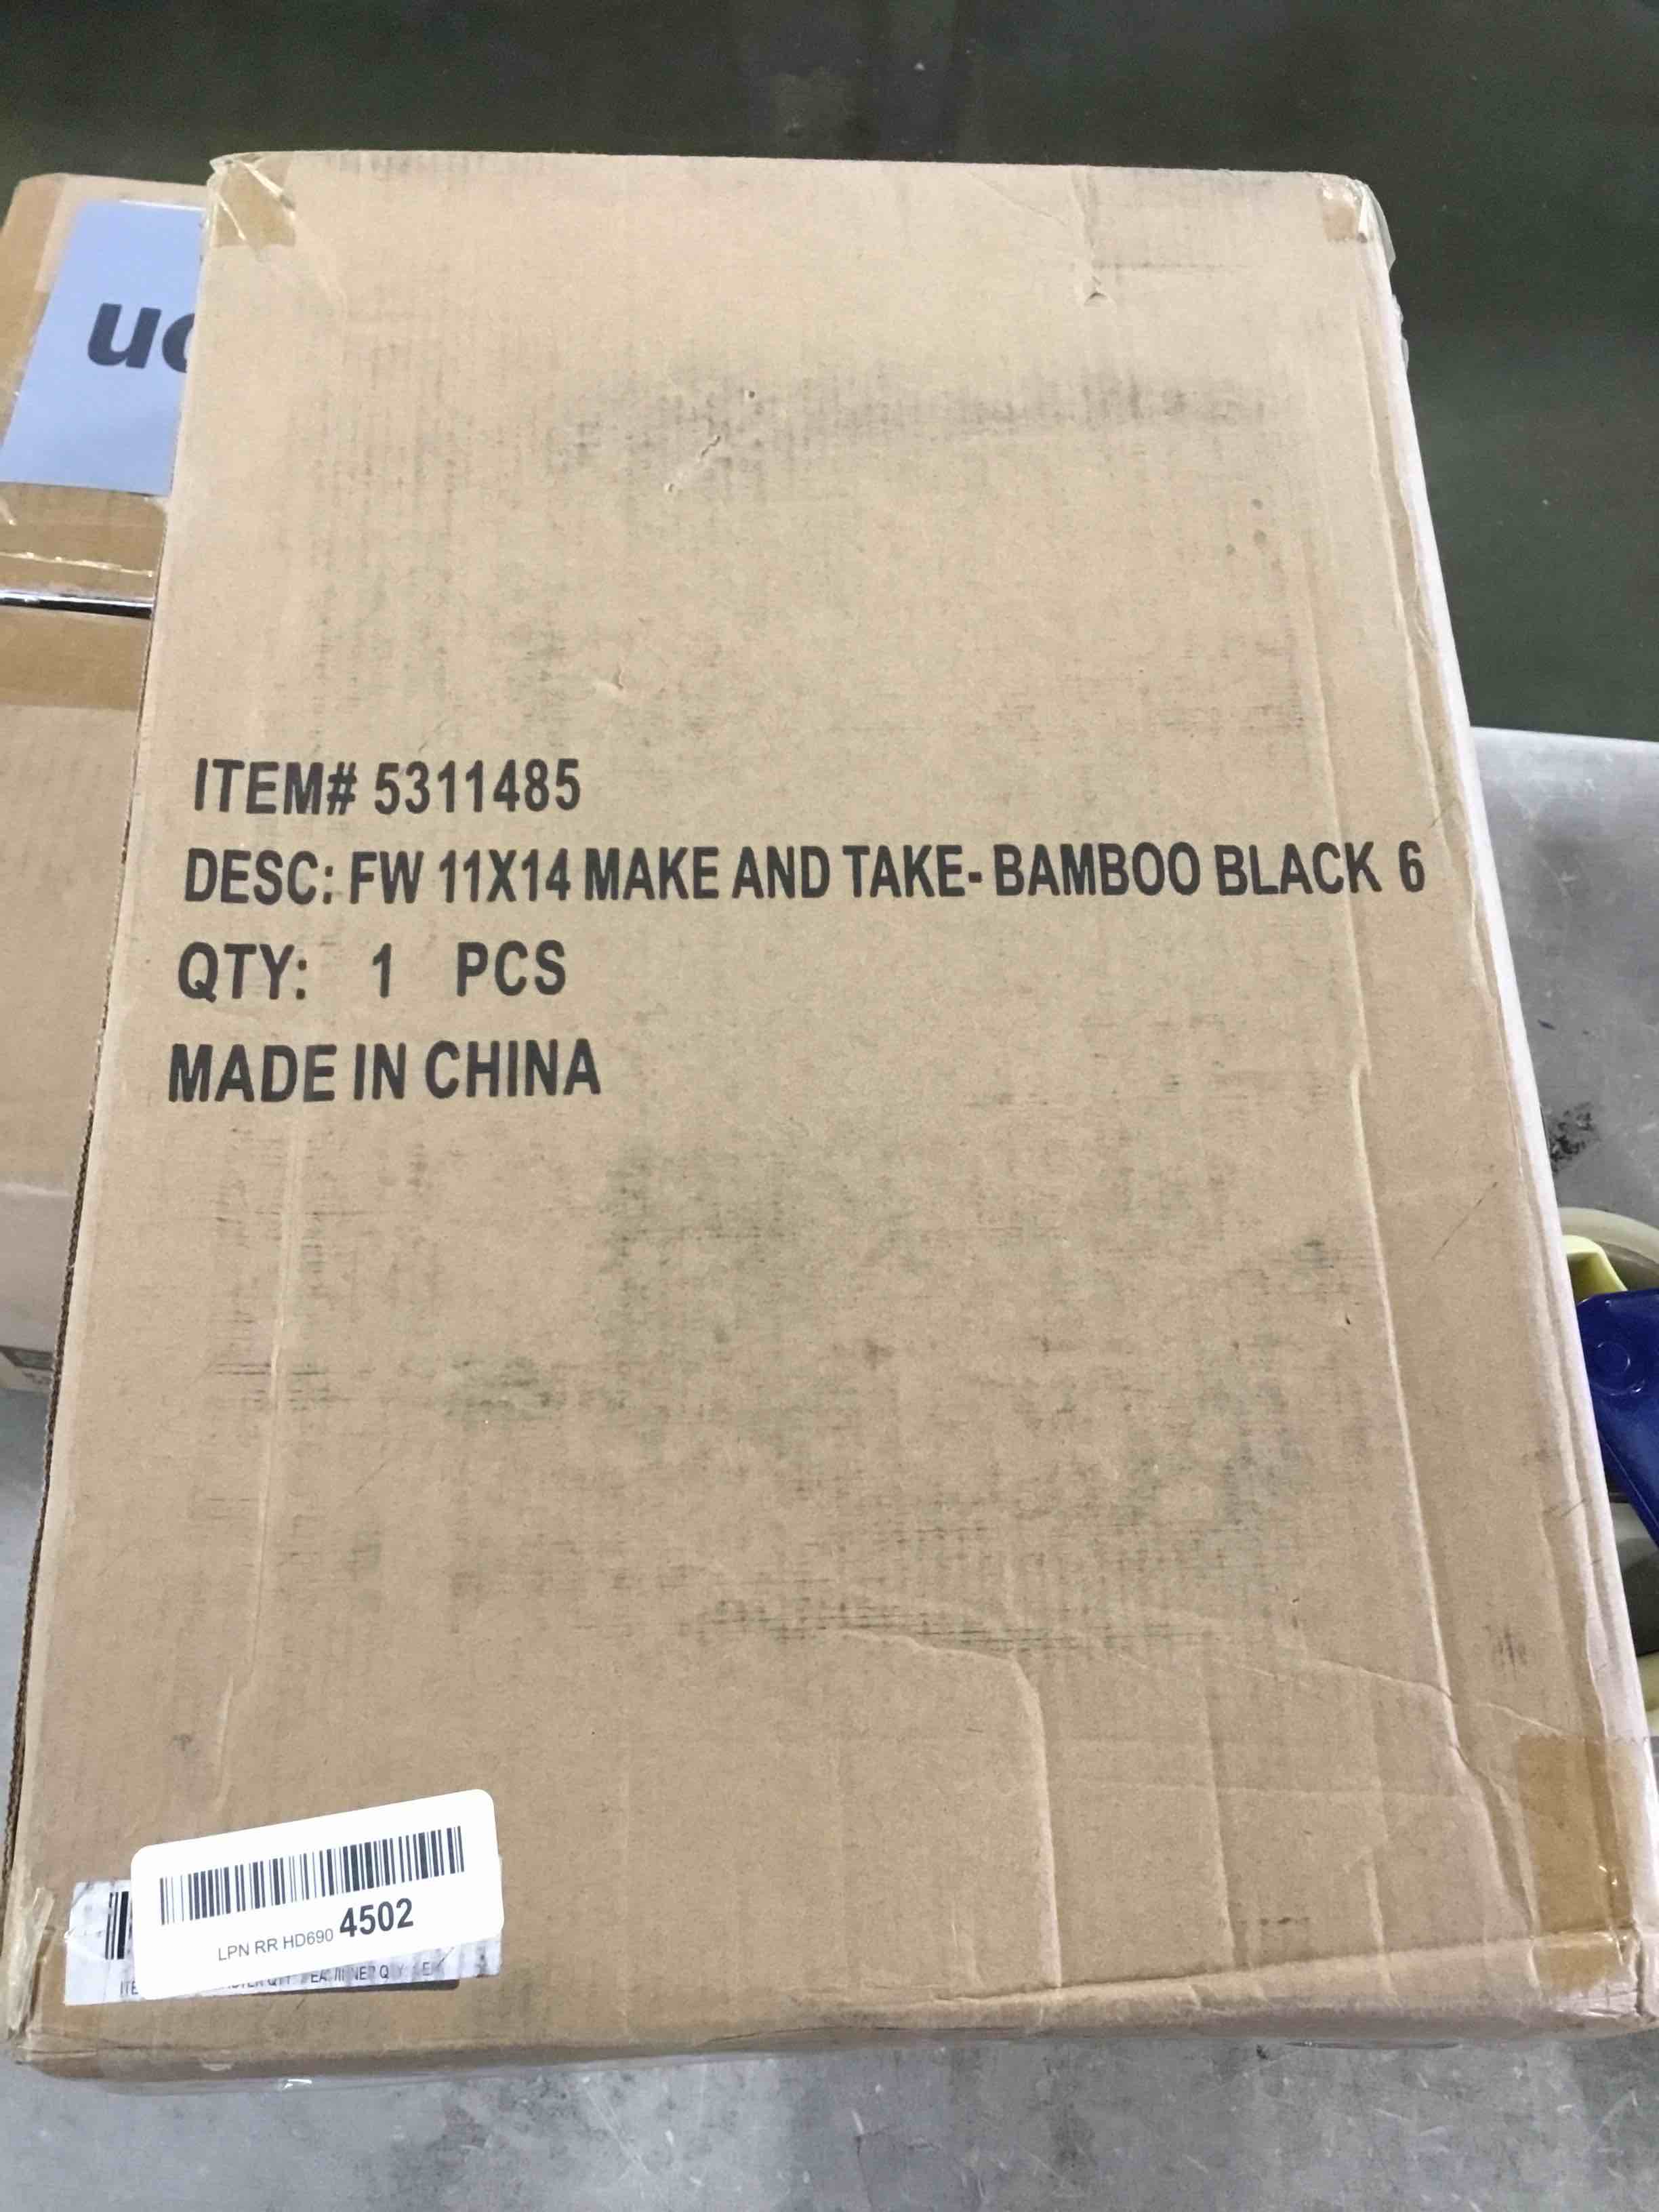 ITEM# 5311485
DESC: FW 11X14 MAKE AND TAKE- BAMBOO BLACK 6
QTY: 1 PCS
MADE IN CHINA
LPN RR HD690 4502